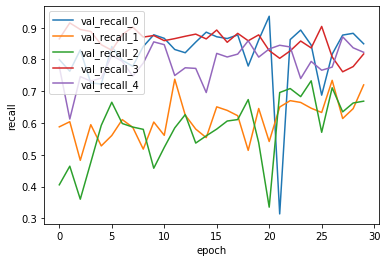 0.9
0.8
0.7
0.6
0.5
0.4
0.3
recall
val_recall_0
val_recall_1
val_recall_2
val_recall_3
val_recall_4
0 5 10 15 20 25 30
epoch